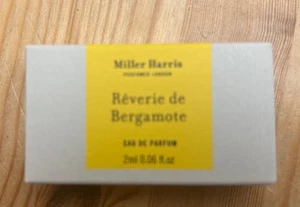 Miller Harris
PERFUMER LONDON
Rêverie de
Bergamote
EAU DE PARFUM
2ml 0.06 fl.oz